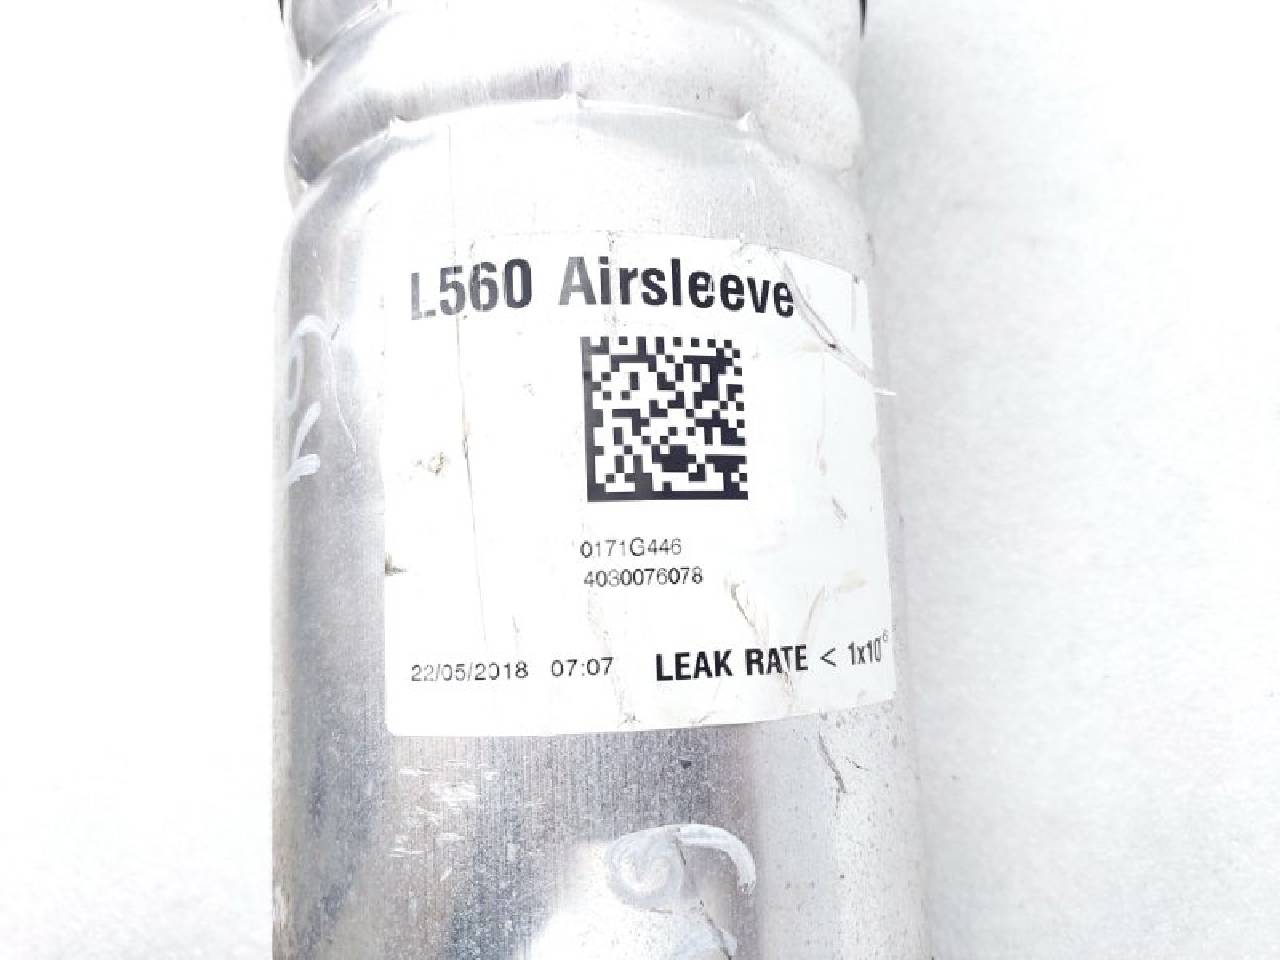 L560 Airsleeve
0171G446
4030076078
22/05/2018 07:07 LEAK RATE < 1x10⁻⁶